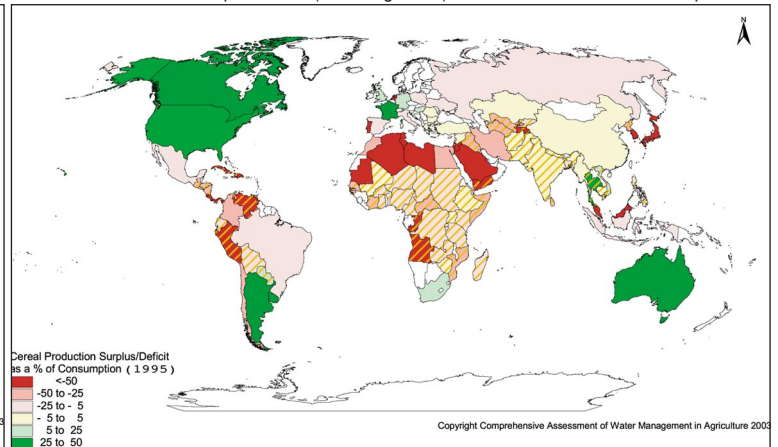 N
Cereal Production Surplus/Deficit
as a % of Consumption (1995)
<-50
-50 to -25
-25 to - 5
- 5 to 5
5 to 25
25 to 50
Copyright Comprehensive Assessment of Water Management in Agriculture 2003